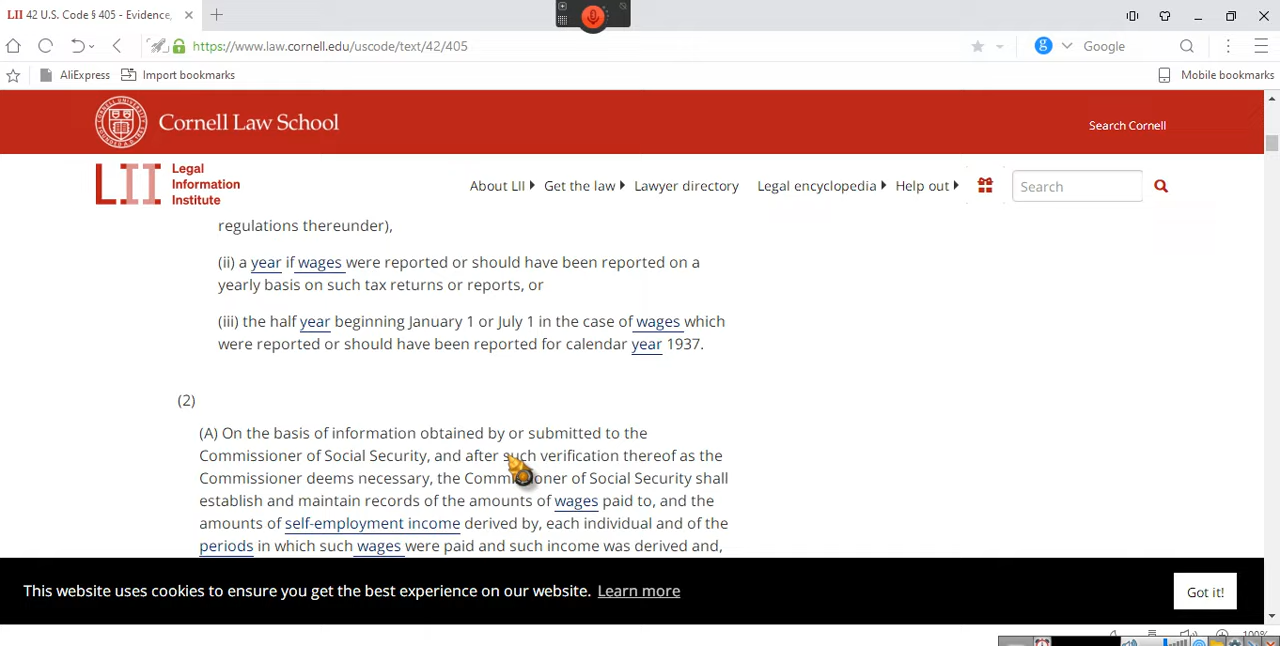 LII 42 U.S. Code § 405 - Evidence,
https://www.law.cornell.edu/uscode/text/42/405
Google
AliExpress
Import bookmarks
Mobile bookmarks
Cornell Law School
Search Cornell
LII
Legal
Information
Institute
About LII
Get the law
Lawyer directory
Legal encyclopedia
Help out
Search
regulations thereunder),
(ii) a year if wages were reported or should have been reported on a
yearly basis on such tax returns or reports, or
(iii) the half year beginning January 1 or July 1 in the case of wages which
were reported or should have been reported for calendar year 1937.
(2)
(A) On the basis of information obtained by or submitted to the
Commissioner of Social Security, and after such verification thereof as the
Commissioner deems necessary, the Commissioner of Social Security shall
establish and maintain records of the amounts of wages paid to, and the
amounts of self-employment income derived by, each individual and of the
periods in which such wages were paid and such income was derived and,
This website uses cookies to ensure you get the best experience on our website. Learn more
Got it!
100%